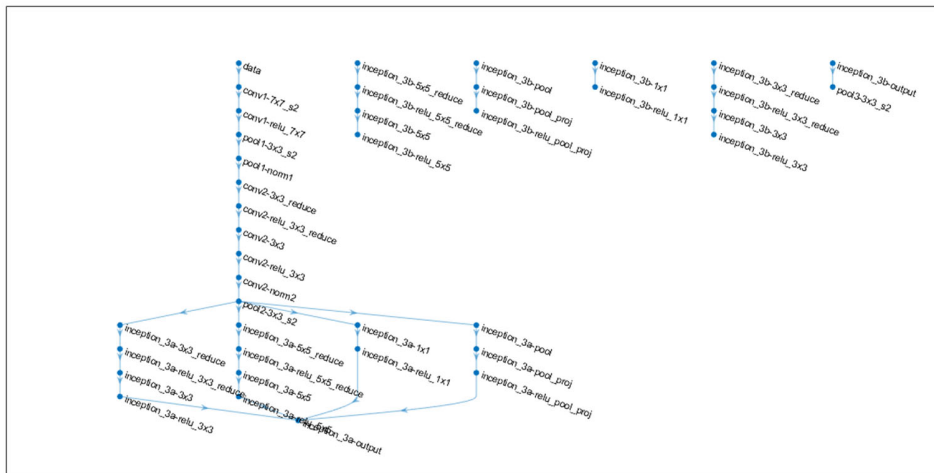 data
conv1-7x7_s2
conv1-relu_7x7
pool1-3x3_s2
pool1-norm1
conv2-3x3_reduce
conv2-relu_3x3_reduce
conv2-3x3
conv2-relu_3x3
conv2-norm2
pool2-3x3_s2
inception_3a-3x3_reduce
inception_3a-relu_3x3_reduce
inception_3a-3x3
inception_3a-relu_3x3
inception_3a-5x5_reduce
inception_3a-relu_5x5_reduce
inception_3a-5x5
inception_3a-relu_5x5
inception_3a-1x1
inception_3a-relu_1x1
inception_3a-pool
inception_3a-pool_proj
inception_3a-relu_pool_proj
inception_3a-output
inception_3b-5x5_reduce
inception_3b-relu_5x5_reduce
inception_3b-5x5
inception_3b-relu_5x5
inception_3b-pool
inception_3b-pool_proj
inception_3b-relu_pool_proj
inception_3b-1x1
inception_3b-relu_1x1
inception_3b-3x3_reduce
inception_3b-relu_3x3_reduce
inception_3b-3x3
inception_3b-relu_3x3
inception_3b-output
pool3-3x3_s2